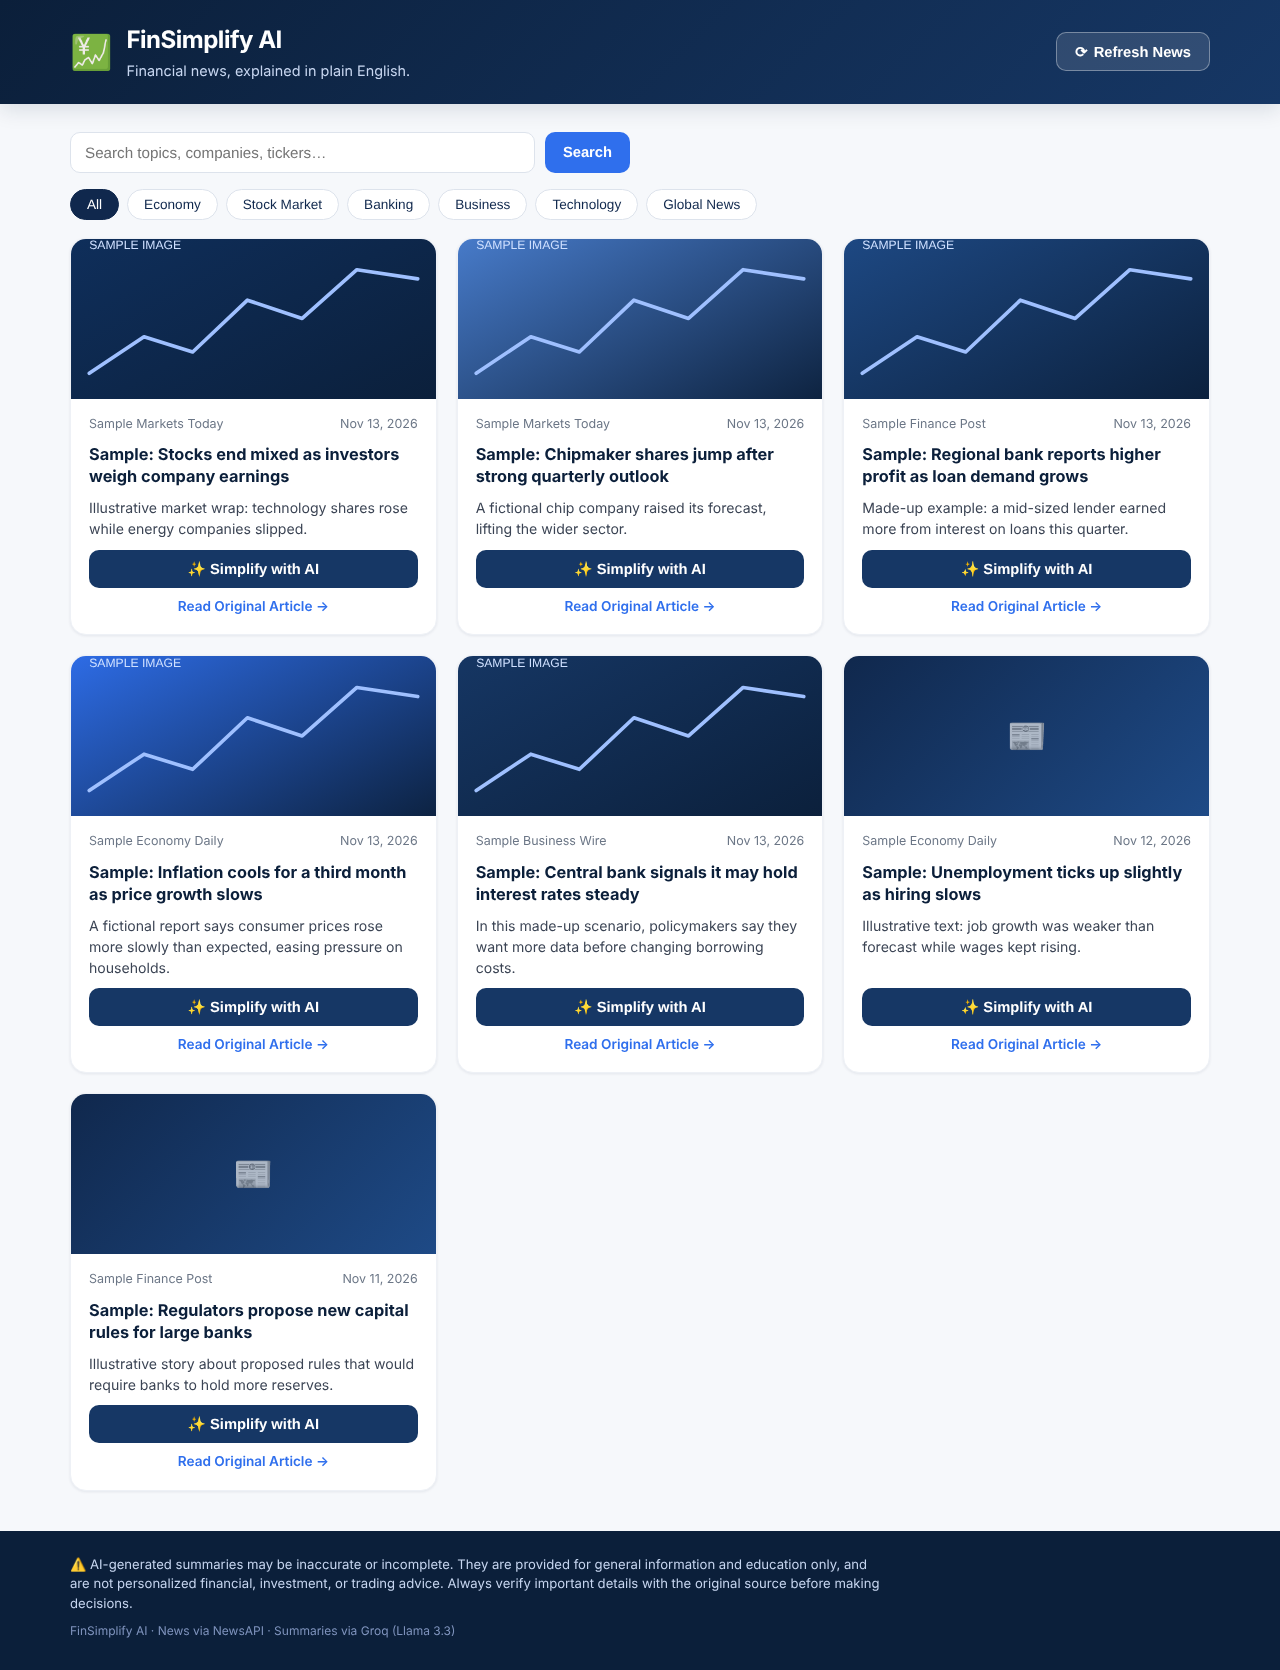 FinSimplify AI
Financial news, explained in plain English.
⟳ Refresh News
Search topics, companies, tickers…
Search
All
Economy
Stock Market
Banking
Business
Technology
Global News
SAMPLE IMAGE
Sample Markets Today
Nov 13, 2026
Sample: Stocks end mixed as investors
weigh company earnings
Illustrative market wrap: technology shares rose
while energy companies slipped.
✨ Simplify with AI
Read Original Article →
SAMPLE IMAGE
Sample Markets Today
Nov 13, 2026
Sample: Chipmaker shares jump after
strong quarterly outlook
A fictional chip company raised its forecast,
lifting the wider sector.
✨ Simplify with AI
Read Original Article →
SAMPLE IMAGE
Sample Finance Post
Nov 13, 2026
Sample: Regional bank reports higher
profit as loan demand grows
Made-up example: a mid-sized lender earned
more from interest on loans this quarter.
✨ Simplify with AI
Read Original Article →
SAMPLE IMAGE
Sample Economy Daily
Nov 13, 2026
Sample: Inflation cools for a third month
as price growth slows
A fictional report says consumer prices rose
more slowly than expected, easing pressure on
households.
✨ Simplify with AI
Read Original Article →
SAMPLE IMAGE
Sample Business Wire
Nov 13, 2026
Sample: Central bank signals it may hold
interest rates steady
In this made-up scenario, policymakers say they
want more data before changing borrowing
costs.
✨ Simplify with AI
Read Original Article →
Sample Economy Daily
Nov 12, 2026
Sample: Unemployment ticks up slightly
as hiring slows
Illustrative text: job growth was weaker than
forecast while wages kept rising.
✨ Simplify with AI
Read Original Article →
Sample Finance Post
Nov 11, 2026
Sample: Regulators propose new capital
rules for large banks
Illustrative story about proposed rules that would
require banks to hold more reserves.
✨ Simplify with AI
Read Original Article →
⚠️ AI-generated summaries may be inaccurate or incomplete. They are provided for general information and education only, and
are not personalized financial, investment, or trading advice. Always verify important details with the original source before making
decisions.
FinSimplify AI · News via NewsAPI · Summaries via Groq (Llama 3.3)